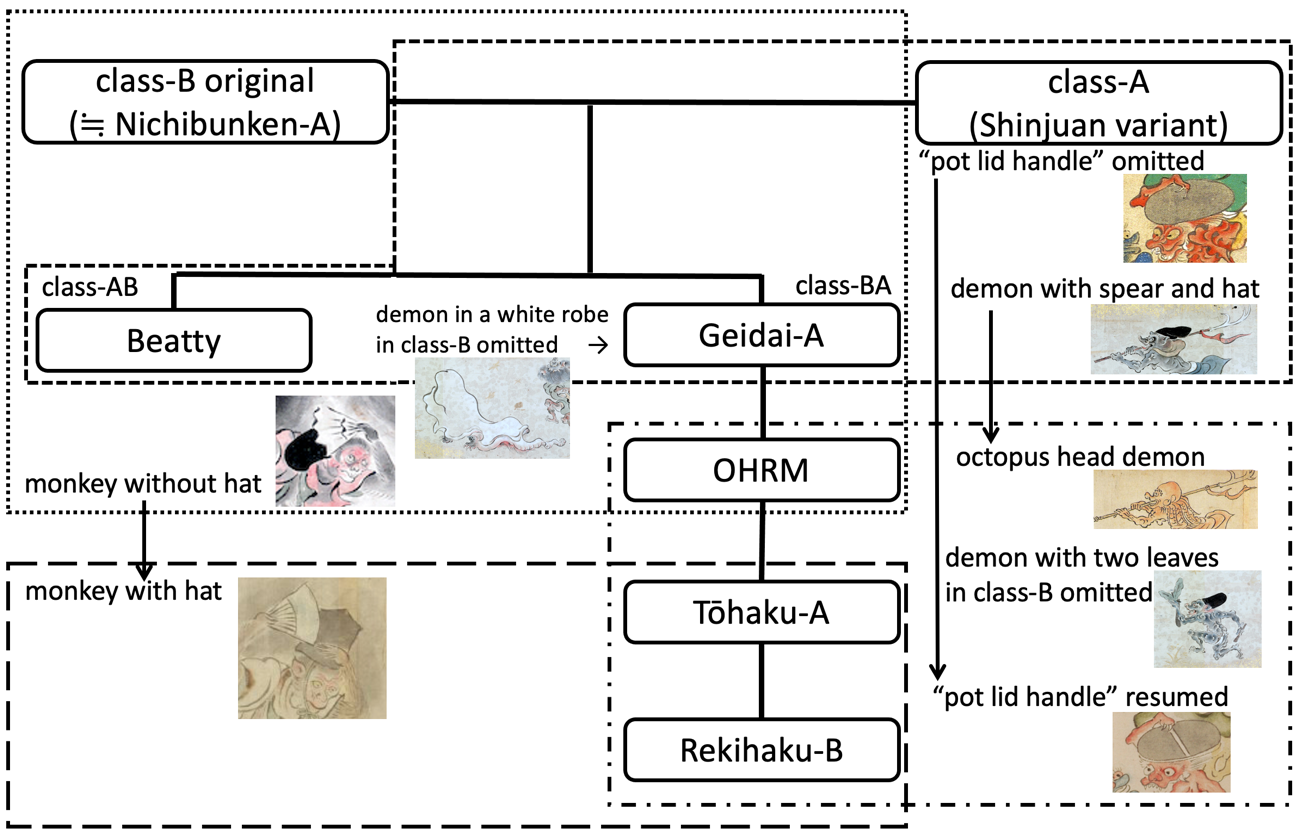 class-B original
(≒ Nichibunken-A)
class-A
(Shinjuan variant)
“pot lid handle” omitted
demon with spear and hat
class-AB
Beatty
class-BA
demon in a white robe
in class-B omitted →
Geidai-A
monkey without hat
OHRM
octopus head demon
demon with two leaves
in class-B omitted
monkey with hat
Tōhaku-A
“pot lid handle” resumed
Rekihaku-B